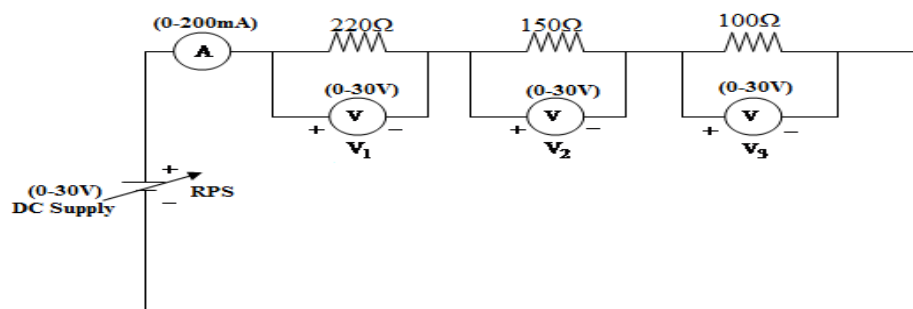 (0-200mA)
220Ω
150Ω
100Ω
A
(0-30V)
(0-30V)
(0-30V)
+ V −
+ V −
+ V −
V1
V2
V3
+
(0-30V)
RPS
DC Supply
−